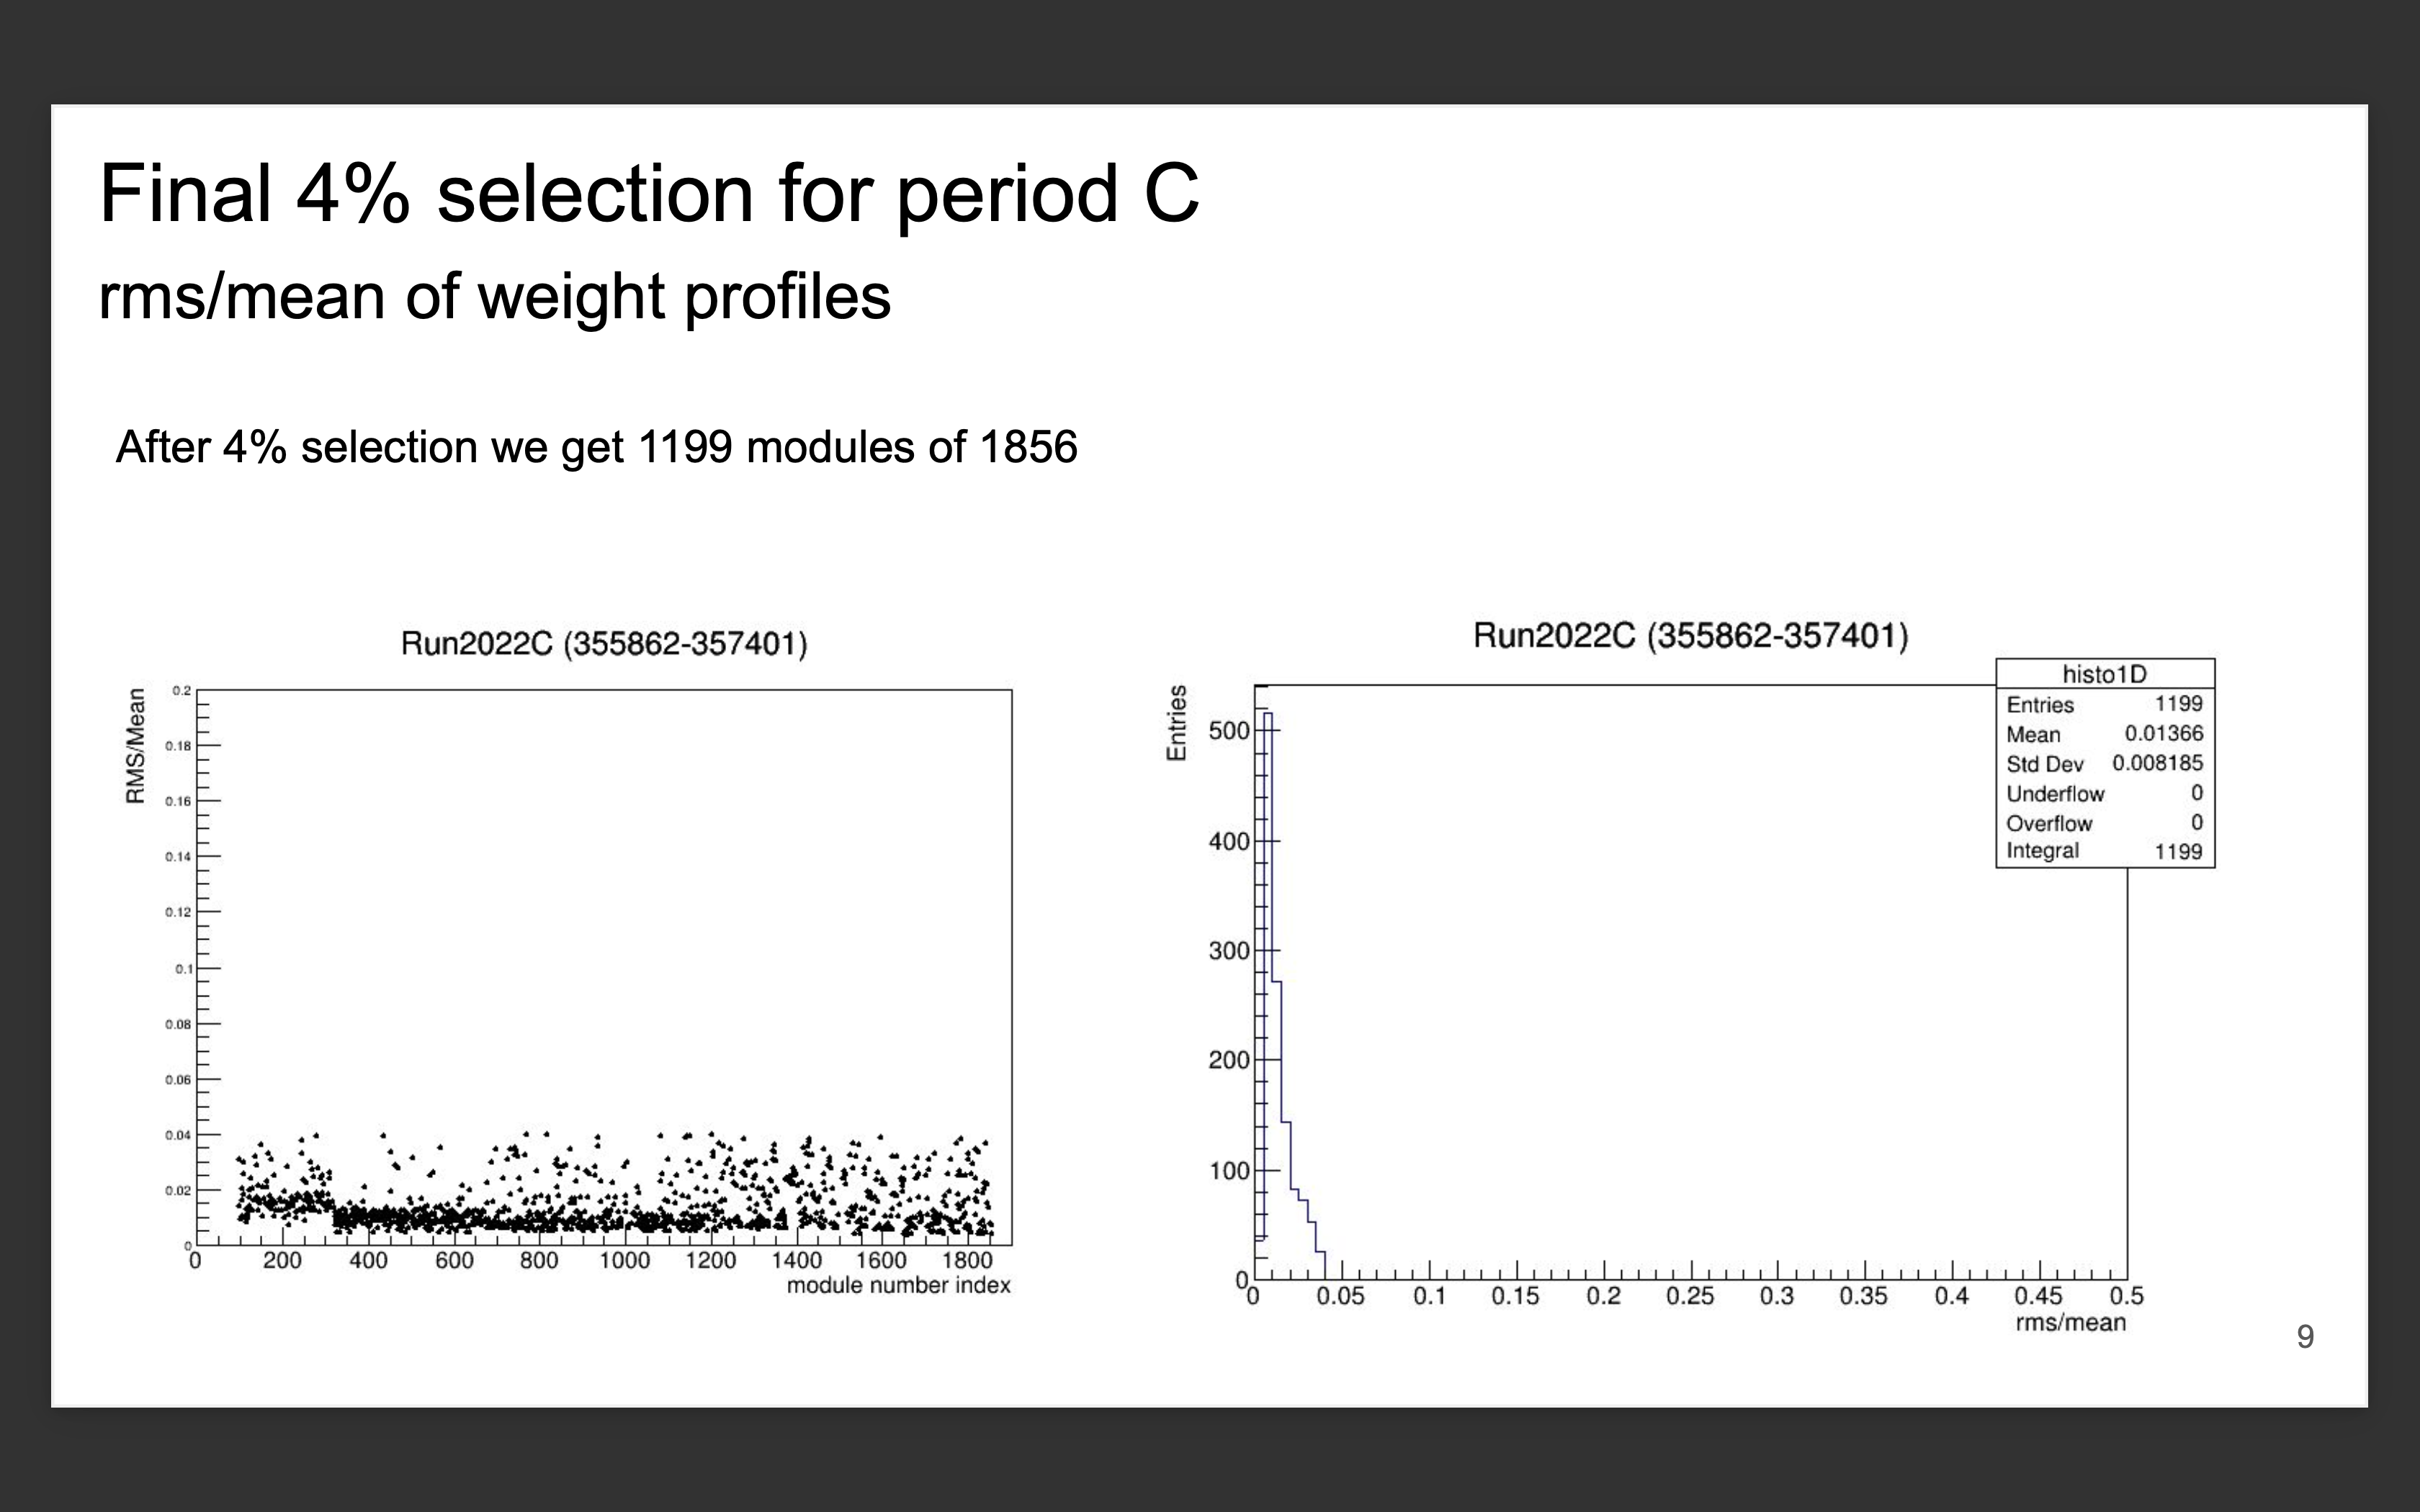 Final 4% selection for period C
rms/mean of weight profiles
After 4% selection we get 1199 modules of 1856
Run2022C (355862-357401)
RMS/Mean
0.2
0.18
0.16
0.14
0.12
0.1
0.08
0.06
0.04
0.02
0
0 200 400 600 800 1000 1200 1400 1600 1800
module number index
Run2022C (355862-357401)
histo1D
Entries 1199
Mean 0.01366
Std Dev 0.008185
Underflow 0
Overflow 0
Integral 1199
Entries
500
400
300
200
100
0
0 0.05 0.1 0.15 0.2 0.25 0.3 0.35 0.4 0.45 0.5
rms/mean
9